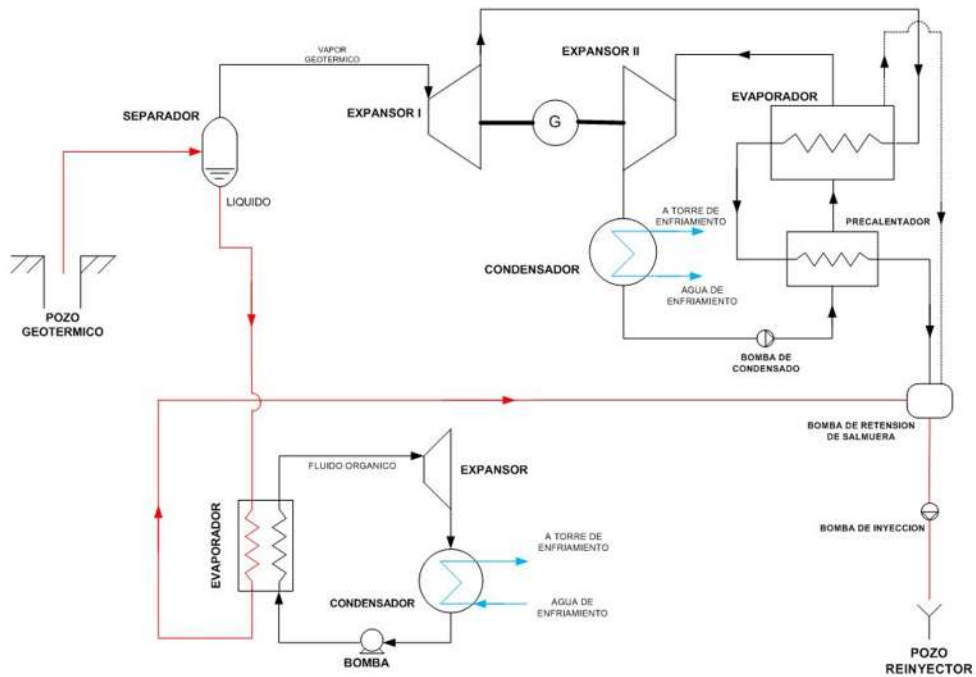 VAPOR
GEOTERMICO
EXPANSOR II
SEPARADOR
EXPANSOR I
G
EVAPORADOR
LIQUIDO
A TORRE DE
ENFRIAMIENTO
PRECALENTADOR
CONDENSADOR
AGUA DE
ENFRIAMIENTO
POZO
GEOTERMICO
BOMBA DE
CONDENSADO
BOMBA DE RETENSION
DE SALMUERA
FLUIDO ORGANICO
EXPANSOR
EVAPORADOR
BOMBA DE INYECCION
A TORRE DE
ENFRIAMIENTO
CONDENSADOR
AGUA DE
ENFRIAMIENTO
BOMBA
POZO
REINYECTOR